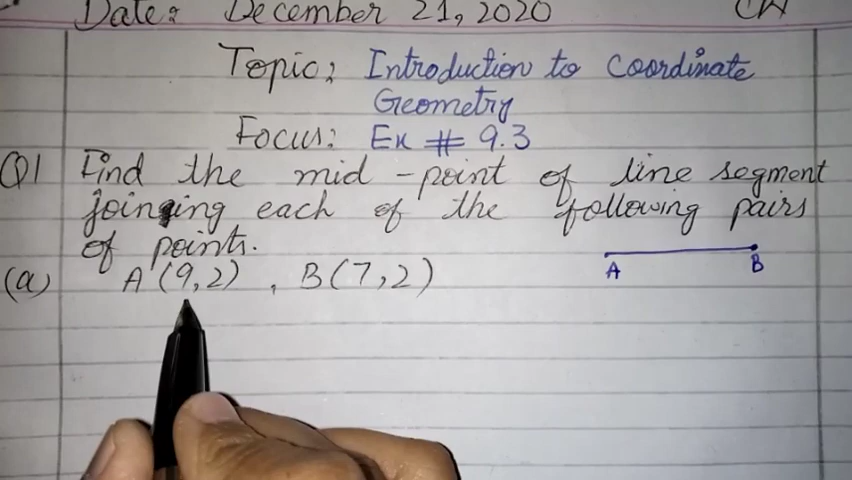 Date: December 21, 2020 CW
Topic: Introduction to Coordinate
Geometry
Focus: Ex # 9.3
Q1 Find the mid-point of line segment
joining each of the following pairs
of points.
(a) A(9,2), B(7,2)
A B